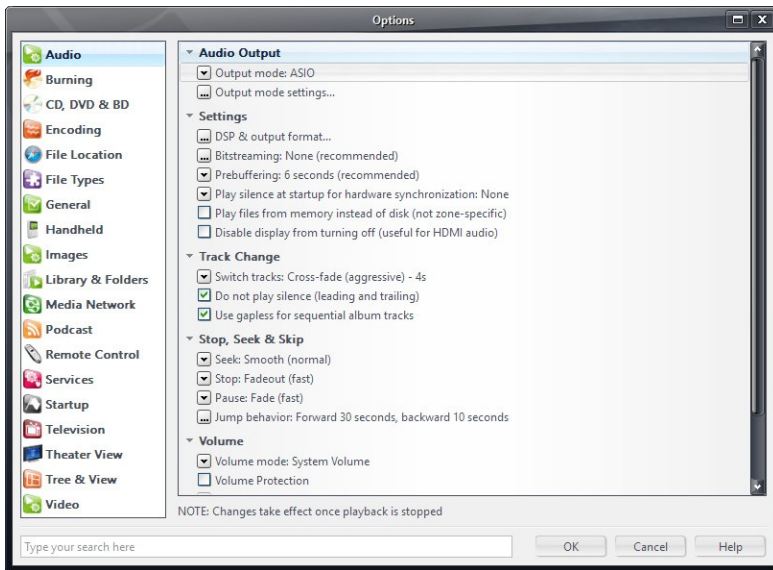 Options
Audio
Burning
CD, DVD & BD
Encoding
File Location
File Types
General
Handheld
Images
Library & Folders
Media Network
Podcast
Remote Control
Services
Startup
Television
Theater View
Tree & View
Video
Audio Output
Output mode: ASIO
Output mode settings...
Settings
DSP & output format...
Bitstreaming: None (recommended)
Prebuffering: 6 seconds (recommended)
Play silence at startup for hardware synchronization: None
Play files from memory instead of disk (not zone-specific)
Disable display from turning off (useful for HDMI audio)
Track Change
Switch tracks: Cross-fade (aggressive) - 4s
Do not play silence (leading and trailing)
Use gapless for sequential album tracks
Stop, Seek & Skip
Seek: Smooth (normal)
Stop: Fadeout (fast)
Pause: Fade (fast)
Jump behavior: Forward 30 seconds, backward 10 seconds
Volume
Volume mode: System Volume
Volume Protection
NOTE: Changes take effect once playback is stopped
Type your search here
OK
Cancel
Help